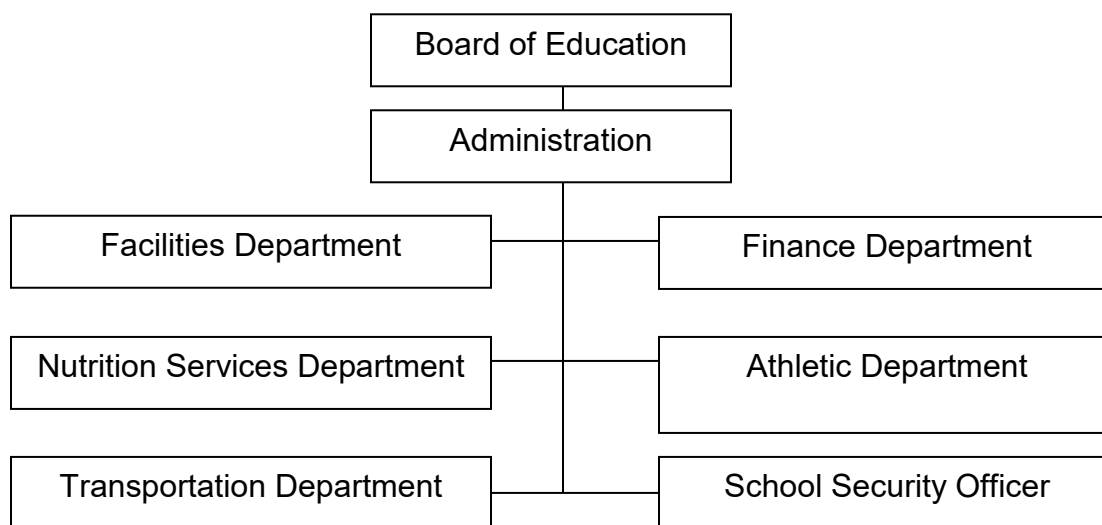 Board of Education
Administration
Facilities Department
Finance Department
Nutrition Services Department
Athletic Department
Transportation Department
School Security Officer